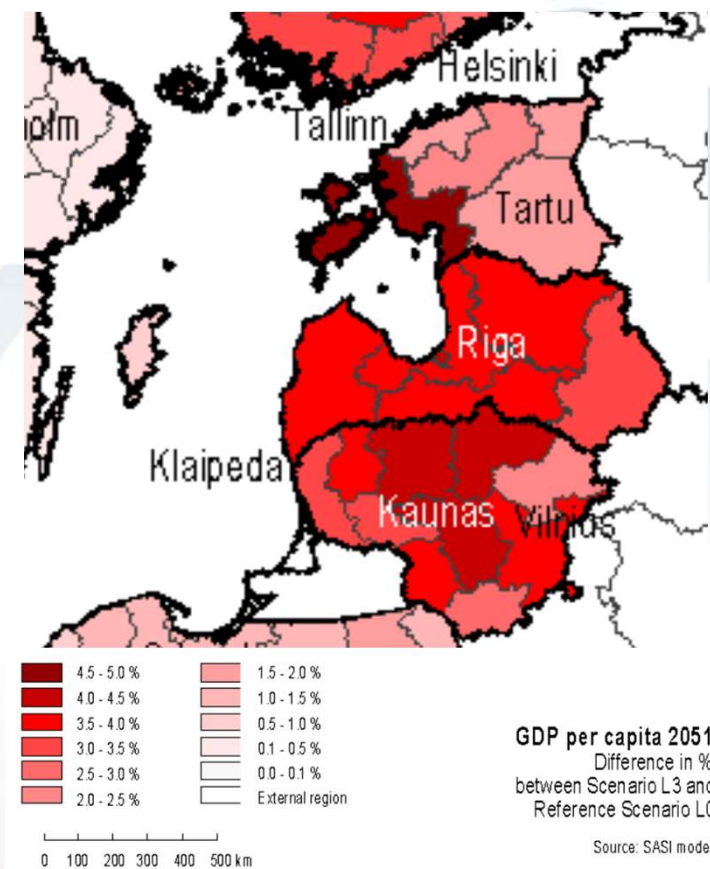 Helsinki
olm
Tallinn
Tartu
Riga
Klaipeda
Kaunas
Vilnius
4.5 - 5.0 %
4.0 - 4.5 %
3.5 - 4.0 %
3.0 - 3.5 %
2.5 - 3.0 %
2.0 - 2.5 %
1.5 - 2.0 %
1.0 - 1.5 %
0.5 - 1.0 %
0.1 - 0.5 %
0.0 - 0.1 %
External region
GDP per capita 2051
Difference in %
between Scenario L3 and
Reference Scenario L0
Source: SASI mode
0 100 200 300 400 500 km